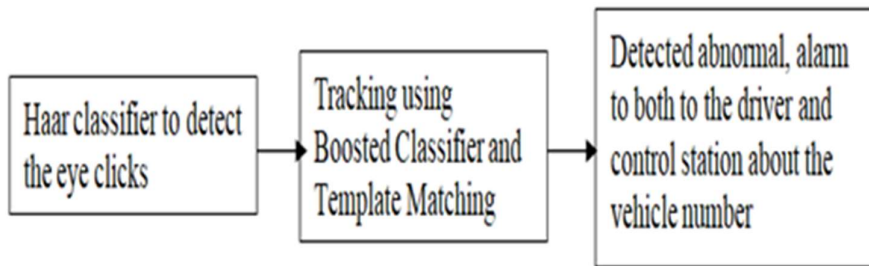 Haar classifier to detect
the eye clicks
Tracking using
Boosted Classifier and
Template Matching
Detected abnormal, alarm
to both to the driver and
control station about the
vehicle number